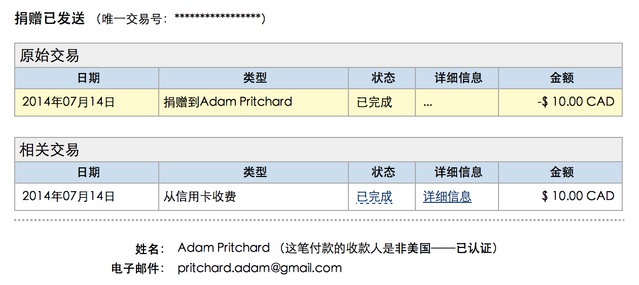 捐赠已发送 （唯一交易号：*****************）
原始交易
日期 类型 状态 详细信息 金额
2014年07月14日 捐赠到Adam Pritchard 已完成 ... -$ 10.00 CAD
相关交易
日期 类型 状态 详细信息 金额
2014年07月14日 从信用卡收费 已完成 详细信息 $ 10.00 CAD
姓名： Adam Pritchard （这笔付款的收款人是非美国——已认证）
电子邮件： pritchard.adam@gmail.com